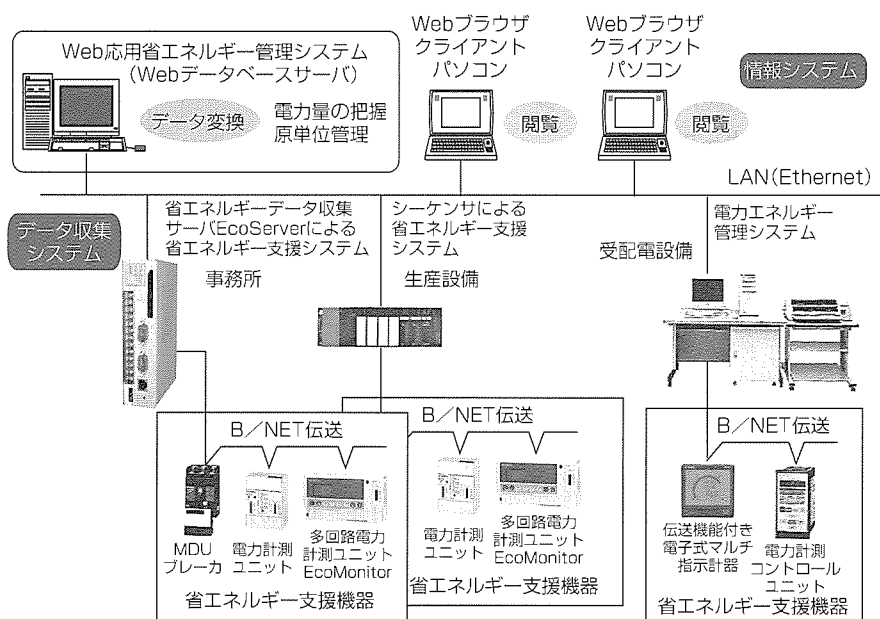 Web応用省エネルギー管理システム
(Webデータベースサーバ)
データ変換
電力量の把握
原単位管理
Webブラウザ
クライアント
パソコン
閲覧
Webブラウザ
クライアント
パソコン
閲覧
情報システム
LAN(Ethernet)
データ収集
システム
省エネルギーデータ収集
サーバEcoServerによる
省エネルギー支援システム
事務所
シーケンサによる
省エネルギー支援
システム
生産設備
電力エネルギー
管理システム
受配電設備
B/NET伝送
MDU
ブレーカ
電力計測
ユニット
多回路電力
計測ユニット
EcoMonitor
省エネルギー支援機器
B/NET伝送
電力計測
ユニット
多回路電力
計測ユニット
EcoMonitor
省エネルギー支援機器
B/NET伝送
伝送機能付き
電子式マルチ
指示計器
電力計測
コントロール
ユニット
省エネルギー支援機器